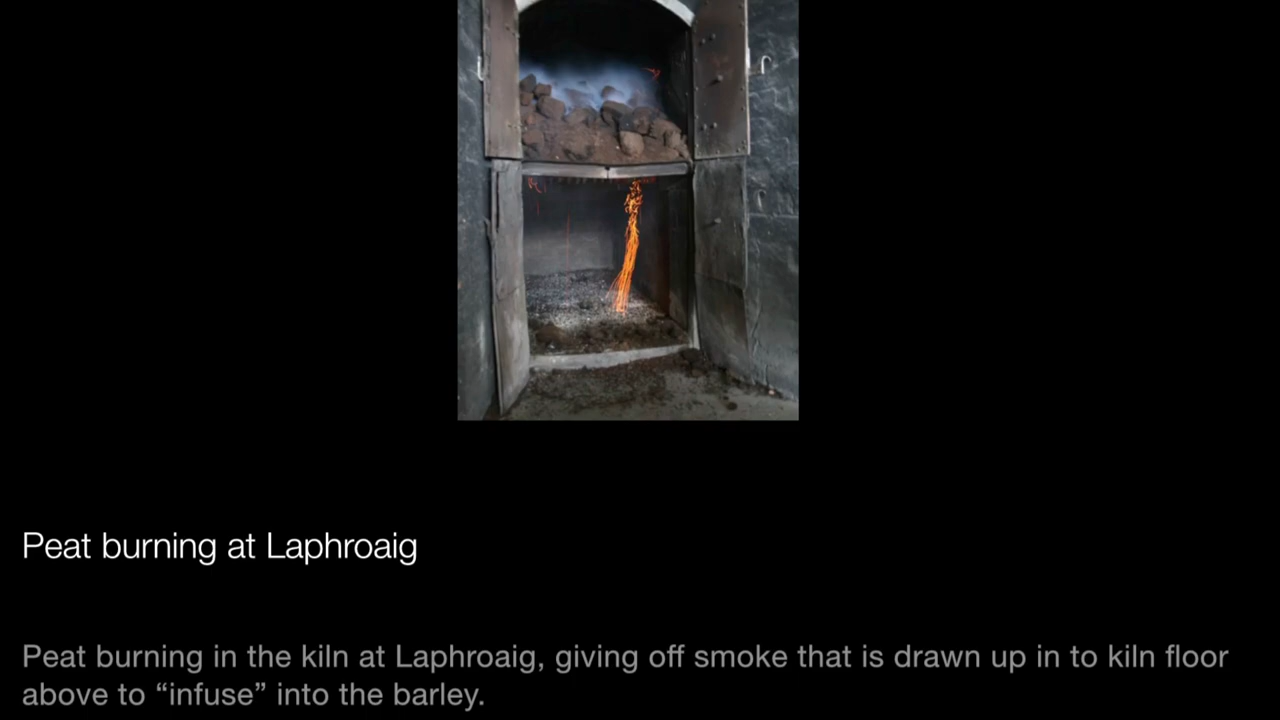 Peat burning at Laphroaig
Peat burning in the kiln at Laphroaig, giving off smoke that is drawn up in to kiln floor
above to “infuse” into the barley.